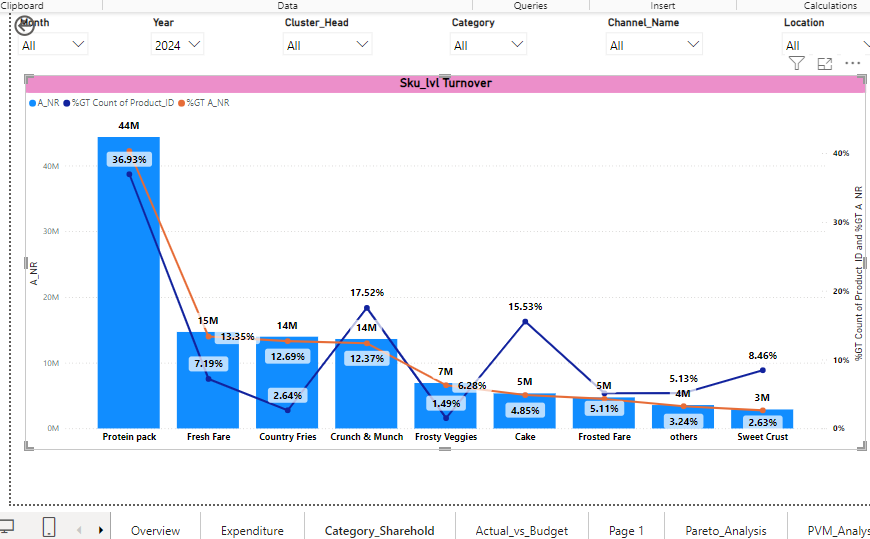 Clipboard Data Queries Insert Calculations
Month Year Cluster_Head Category Channel_Name Location
All 2024 All All All All
Sku_lvl Turnover
A_NR %GT Count of Product_ID %GT A_NR
44M
40M 36.93% 40%
30M 30%
A_NR
%GT Count of Product_ID and %GT A_NR
20M 17.52% 15.53% 20%
15M 13.35% 14M 14M
12.69% 12.37%
10M 7.19% 7M 6.28% 5M 5M 5.13% 8.46% 10%
2.64% 1.49% 4.85% 5.11% 4M 3M
3.24% 2.63%
0M 0%
Protein pack Fresh Fare Country Fries Crunch & Munch Frosty Veggies Cake Frosted Fare others Sweet Crust
Overview Expenditure Category_Sharehold Actual_vs_Budget Page 1 Pareto_Analysis PVM_Analys